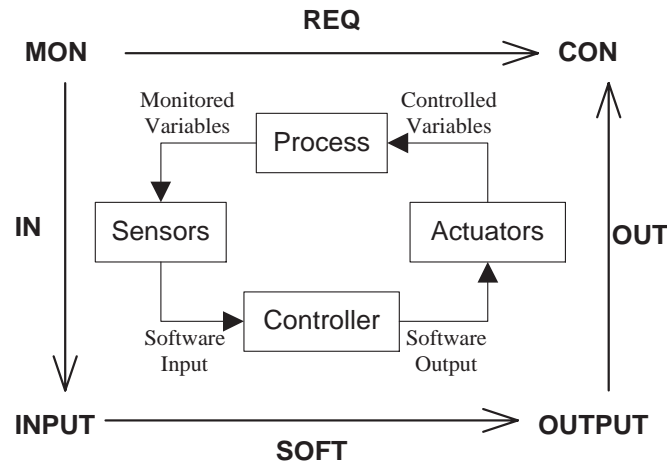 REQ
MON
CON
Monitored
Variables
Controlled
Variables
Process
IN
Sensors
Actuators
OUT
Controller
Software
Input
Software
Output
INPUT
OUTPUT
SOFT